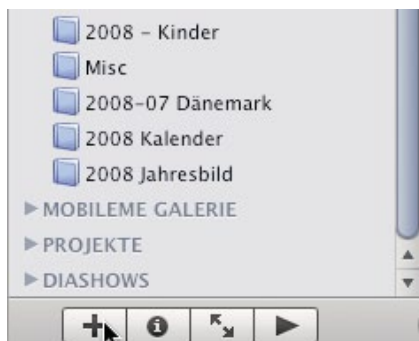 2008 – Kinder
Misc
2008-07 Dänemark
2008 Kalender
2008 Jahresbild
MOBILEME GALERIE
PROJEKTE
DIASHOWS